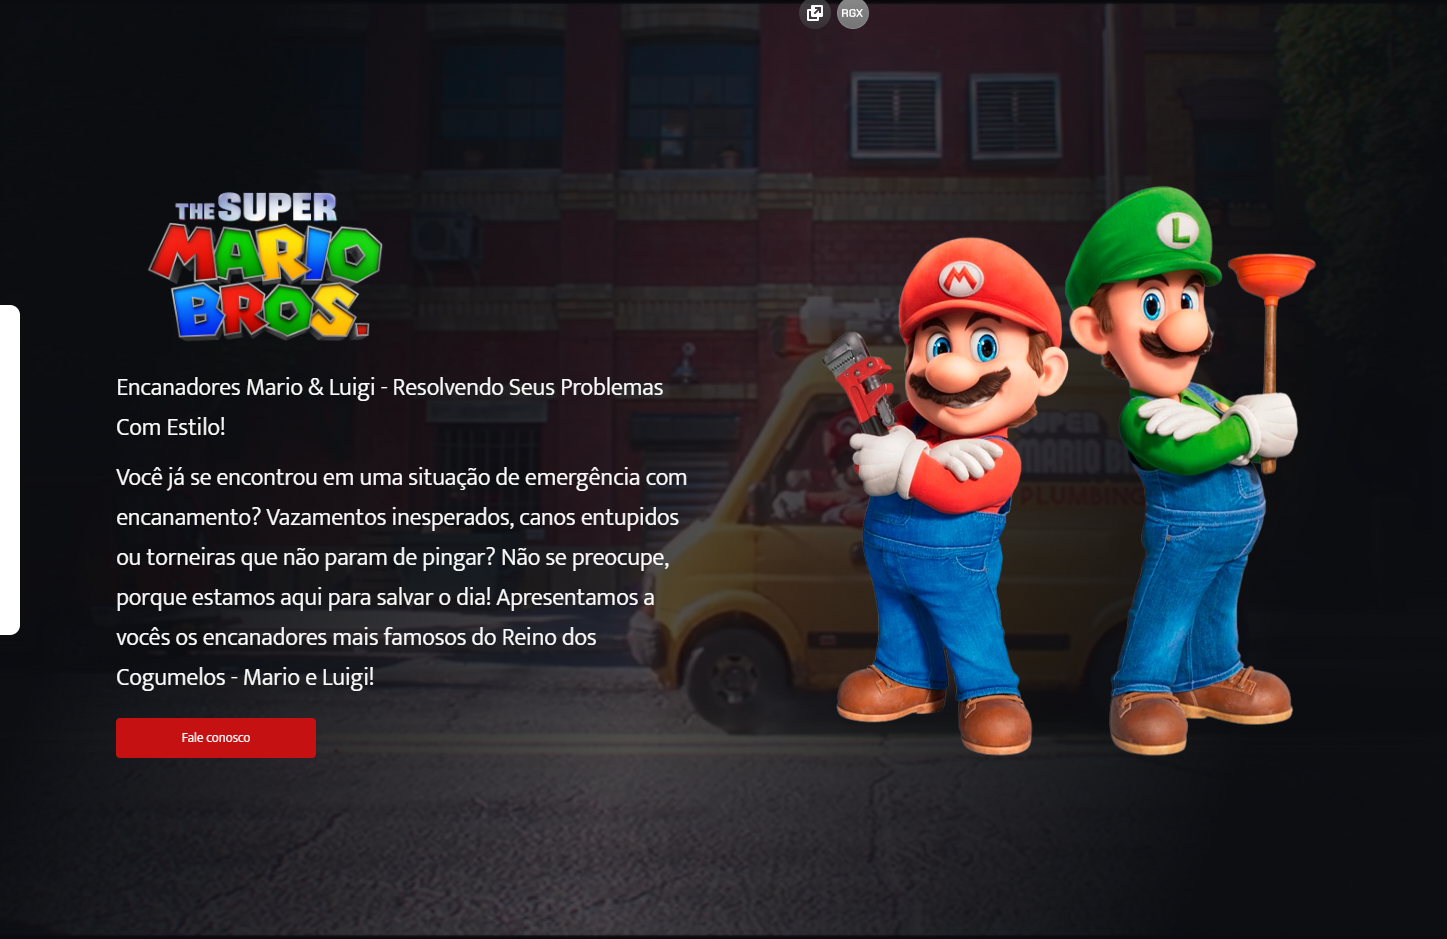 RGX
THE SUPER
MARIO
BROS.
M
L
SUPER
MARIO B
PLUMBING
Encanadores Mario & Luigi - Resolvendo Seus Problemas
Com Estilo!
Você já se encontrou em uma situação de emergência com
encanamento? Vazamentos inesperados, canos entupidos
ou torneiras que não param de pingar? Não se preocupe,
porque estamos aqui para salvar o dia! Apresentamos a
vocês os encanadores mais famosos do Reino dos
Cogumelos - Mario e Luigi!
Fale conosco